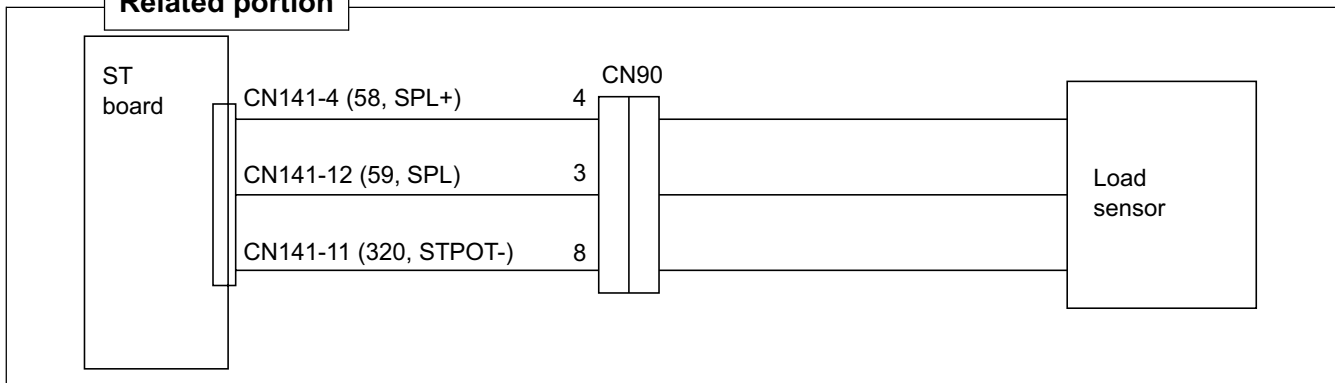 Related portion
ST
board
CN90
CN141-4 (58, SPL+) 4
CN141-12 (59, SPL) 3
CN141-11 (320, STPOT-) 8
Load
sensor